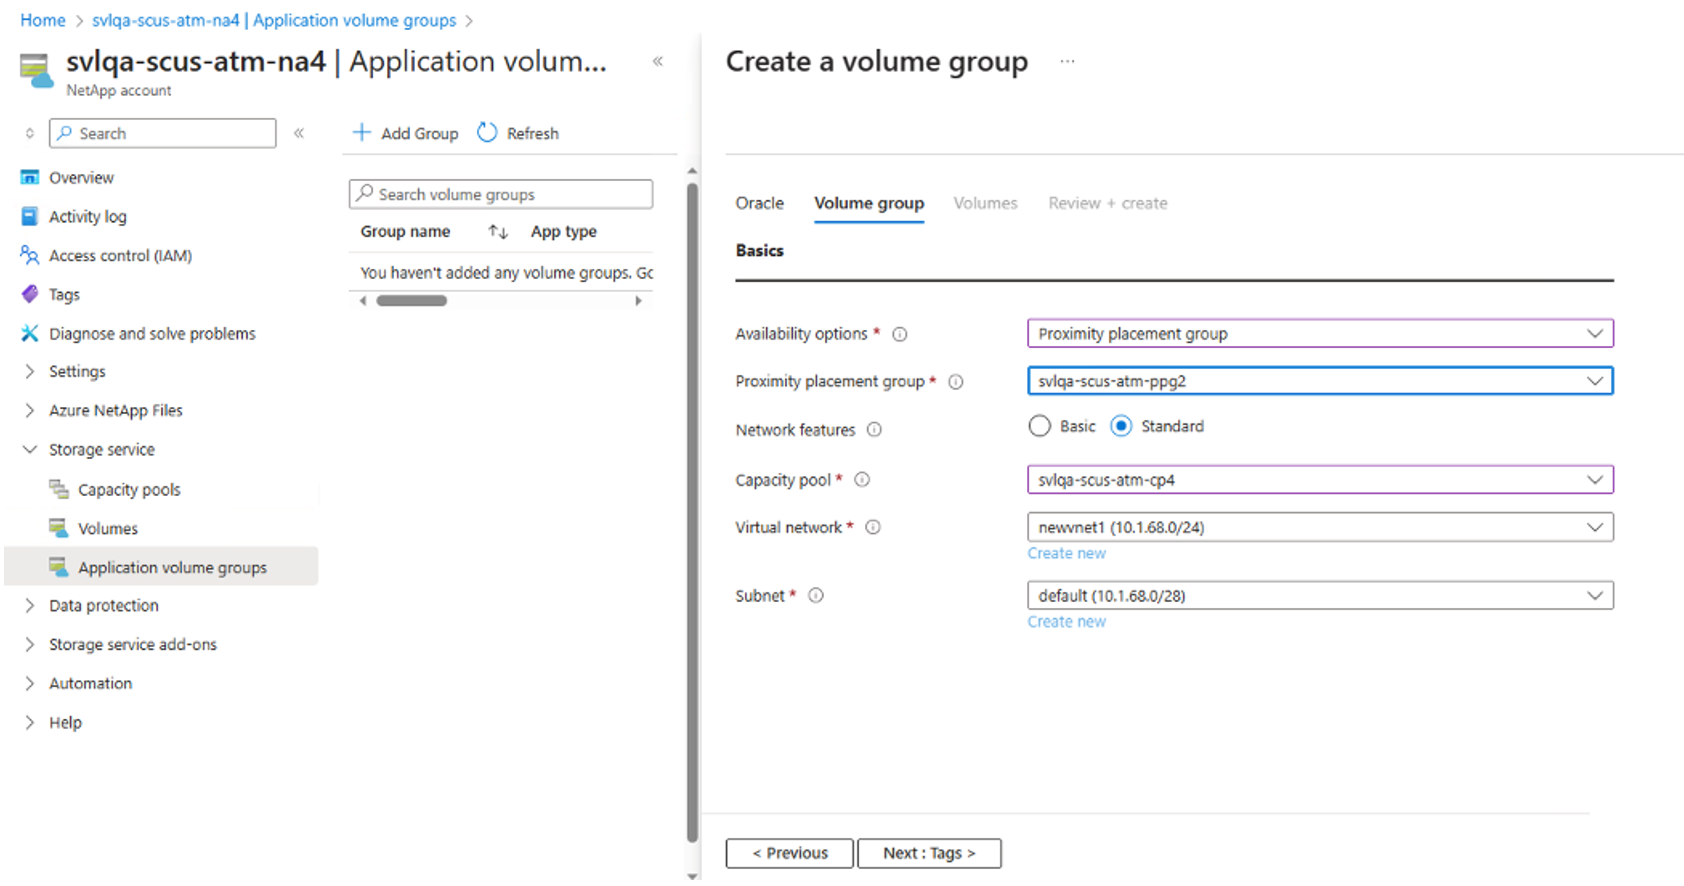 Home > svlqa-scus-atm-na4 | Application volume groups >
svlqa-scus-atm-na4 | Application volum...
NetApp account
Search
Overview
Activity log
Access control (IAM)
Tags
Diagnose and solve problems
Settings
Azure NetApp Files
Storage service
Capacity pools
Volumes
Application volume groups
Data protection
Storage service add-ons
Automation
Help
Add Group Refresh
Search volume groups
Group name App type
You haven't added any volume groups. Gc
Create a volume group ...
Oracle Volume group Volumes Review + create
Basics
Availability options * Proximity placement group
Proximity placement group * svlqa-scus-atm-ppg2
Network features Basic Standard
Capacity pool * svlqa-scus-atm-cp4
Virtual network * newvnet1 (10.1.68.0/24)
Create new
Subnet * default (10.1.68.0/28)
Create new
< Previous Next : Tags >